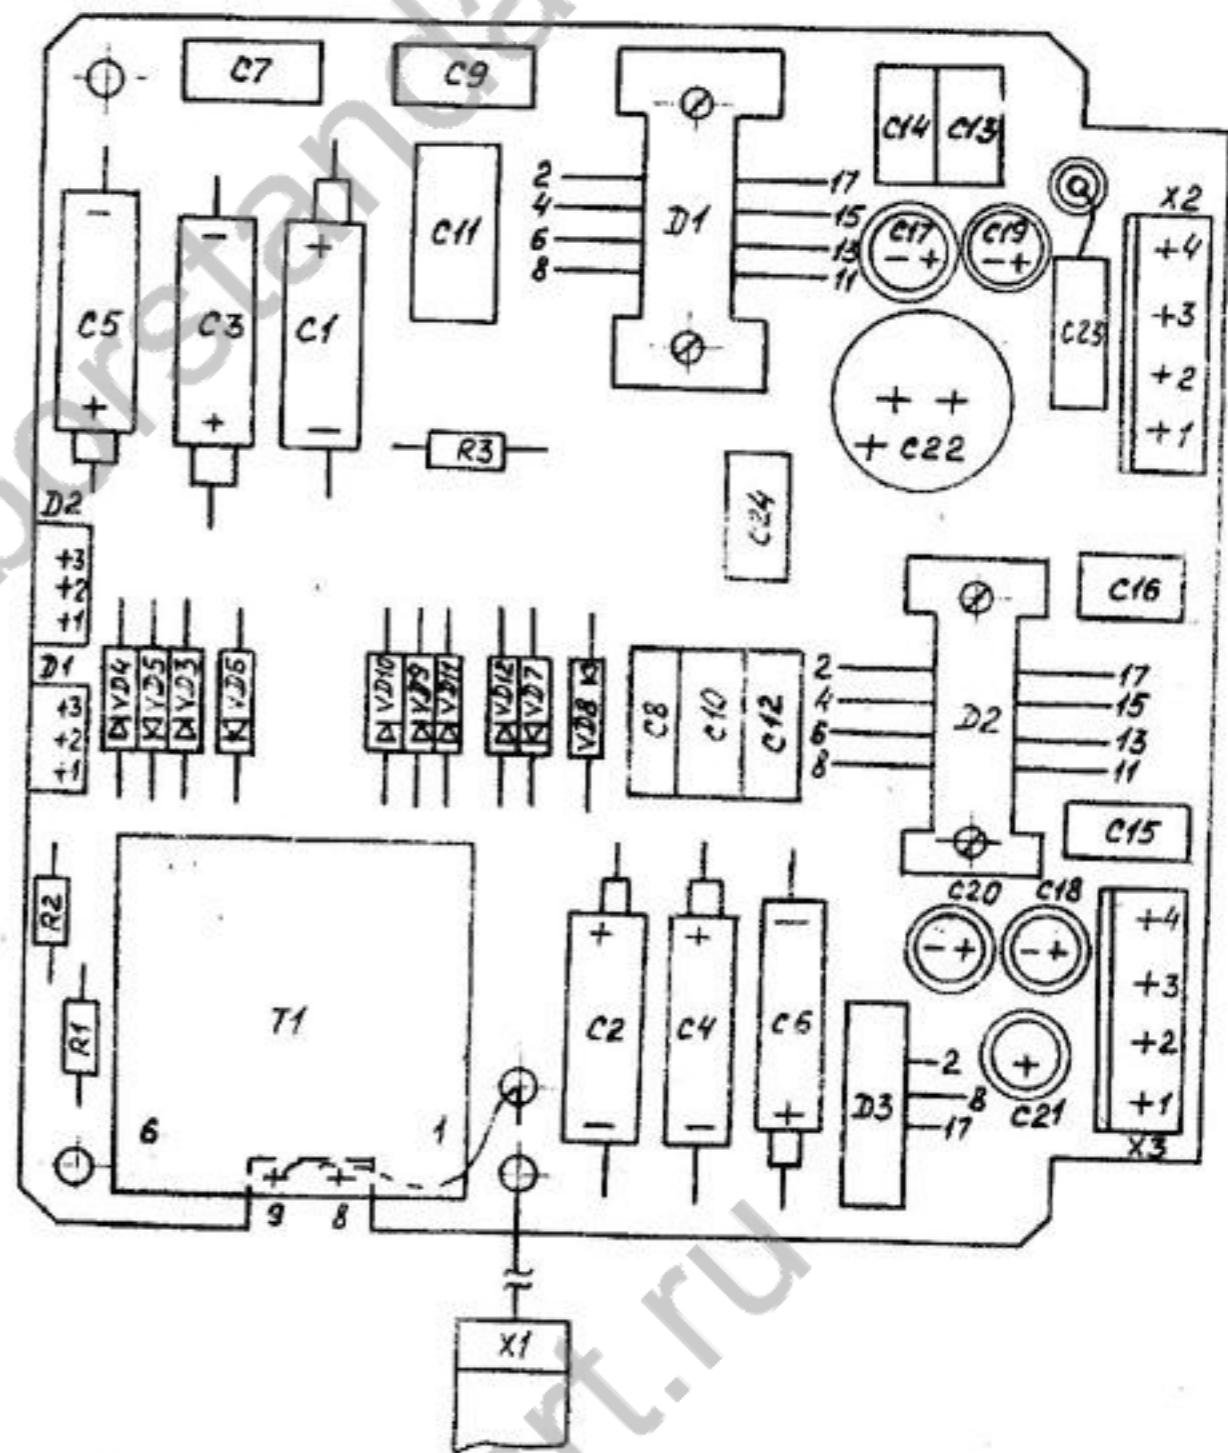 C7 C9
C14 C13
X2
2 17
4 15
6 13
8 11
D1
C11
C17 C19
- + - +
+4
+3
+2
+1
-
C5
+
-
C3
+
+
C1
-
C23
+ +
+ C22
R3
C24
D2
+3
+2
+1
D1
+3
+2
+1
VD4 VD5 VD3 VD6 VD10 VD9 VD11 VD12 VD7 VD8
C8 C10 C12
C16
2 17
4 15
6 13
8 11
D2
C15
C20 C18
- + - +
R2
R1
T1
6 1
+ +
9 8
+
C2
-
+
C4
-
-
C6
+
D3
2
8
17
+
C21
+4
+3
+2
+1
X3
X1
rt.ru